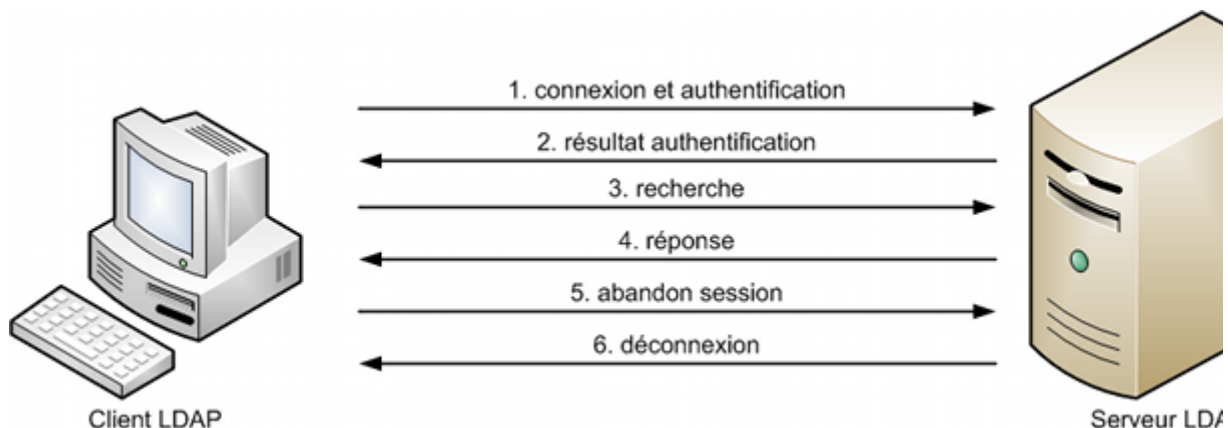 1. connexion et authentification
2. résultat authentification
3. recherche
4. réponse
5. abandon session
6. déconnexion
Client LDAP
Serveur LDA